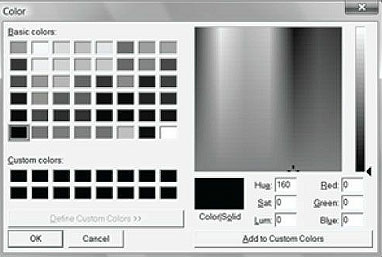 Color
Basic colors:
Custom colors:
Define Custom Colors >>
OK
Cancel
Color|Solid
Hue: 160
Sat: 0
Lum: 0
Red: 0
Green: 0
Blue: 0
Add to Custom Colors